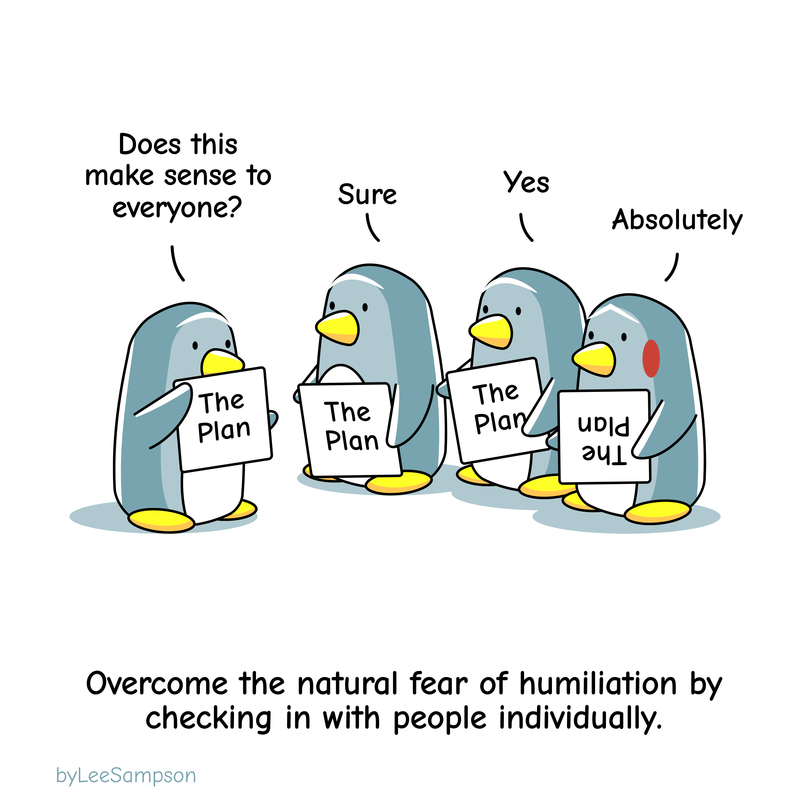 Does this
make sense to
everyone?
Sure
Yes
Absolutely
The
Plan
The
Plan
The
Plan
The
Plan
Overcome the natural fear of humiliation by
checking in with people individually.
byLeeSampson